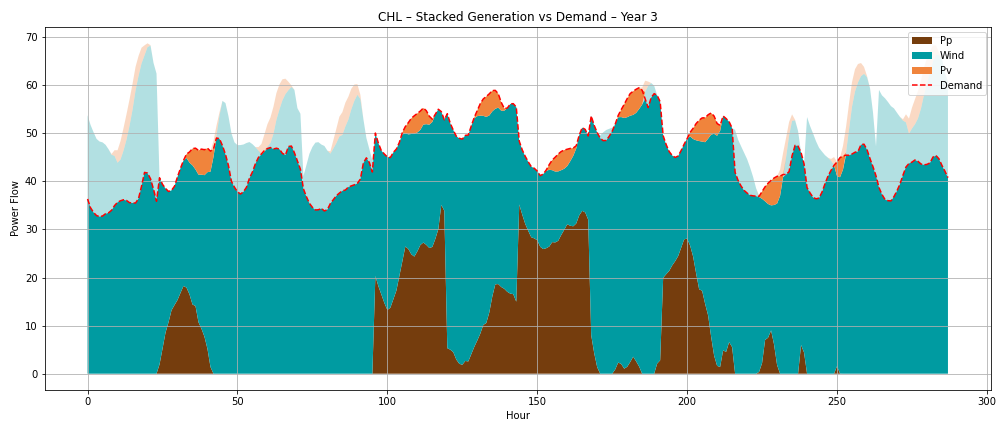 CHL – Stacked Generation vs Demand – Year 3
Power Flow
70
60
50
40
30
20
10
0
Pp
Wind
Pv
Demand
0 50 100 150 200 250 300
Hour